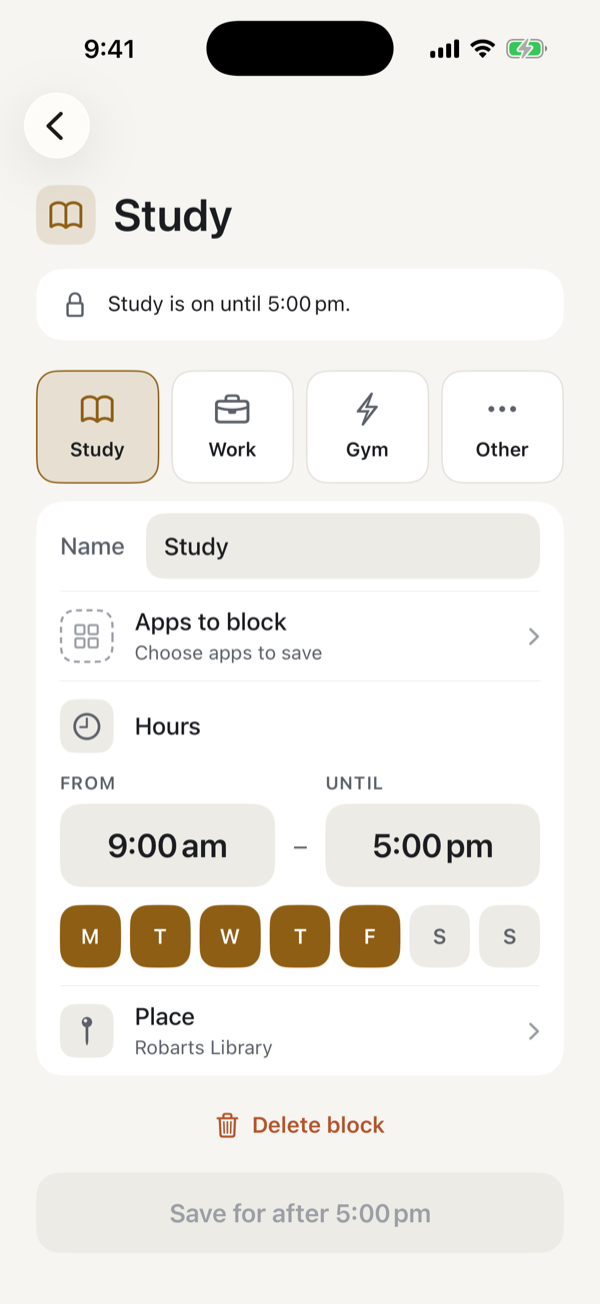 9:41
Study
Study is on until 5:00 pm.
Study Work Gym Other
Name Study
Apps to block
Choose apps to save
Hours
FROM UNTIL
9:00 am – 5:00 pm
M T W T F S S
Place
Robarts Library
Delete block
Save for after 5:00 pm